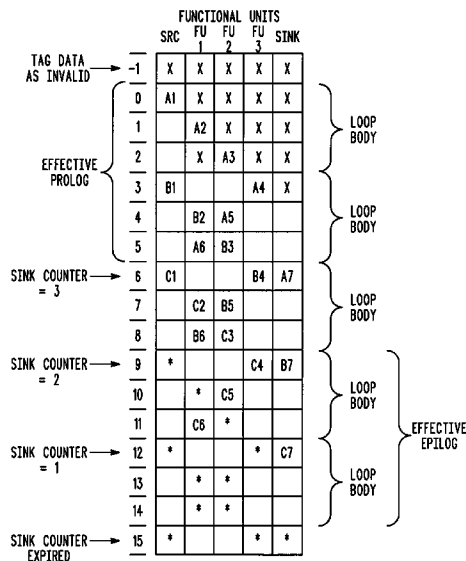 FUNCTIONAL UNITS
SRC FU 1 FU 2 FU 3 SINK
TAG DATA AS INVALID
-1 X X X X X
0 A1 X X X X
1 A2 X X X
2 X A3 X X
3 B1 A4 X
4 B2 A5
5 A6 B3
6 C1 B4 A7
7 C2 B5
8 B6 C3
9 * C4 B7
10 * C5
11 C6 *
12 * * C7
13 * *
14 * *
15 * * *
EFFECTIVE PROLOG
SINK COUNTER = 3
SINK COUNTER = 2
SINK COUNTER = 1
SINK COUNTER EXPIRED
LOOP BODY
LOOP BODY
LOOP BODY
LOOP BODY
LOOP BODY
EFFECTIVE EPILOG